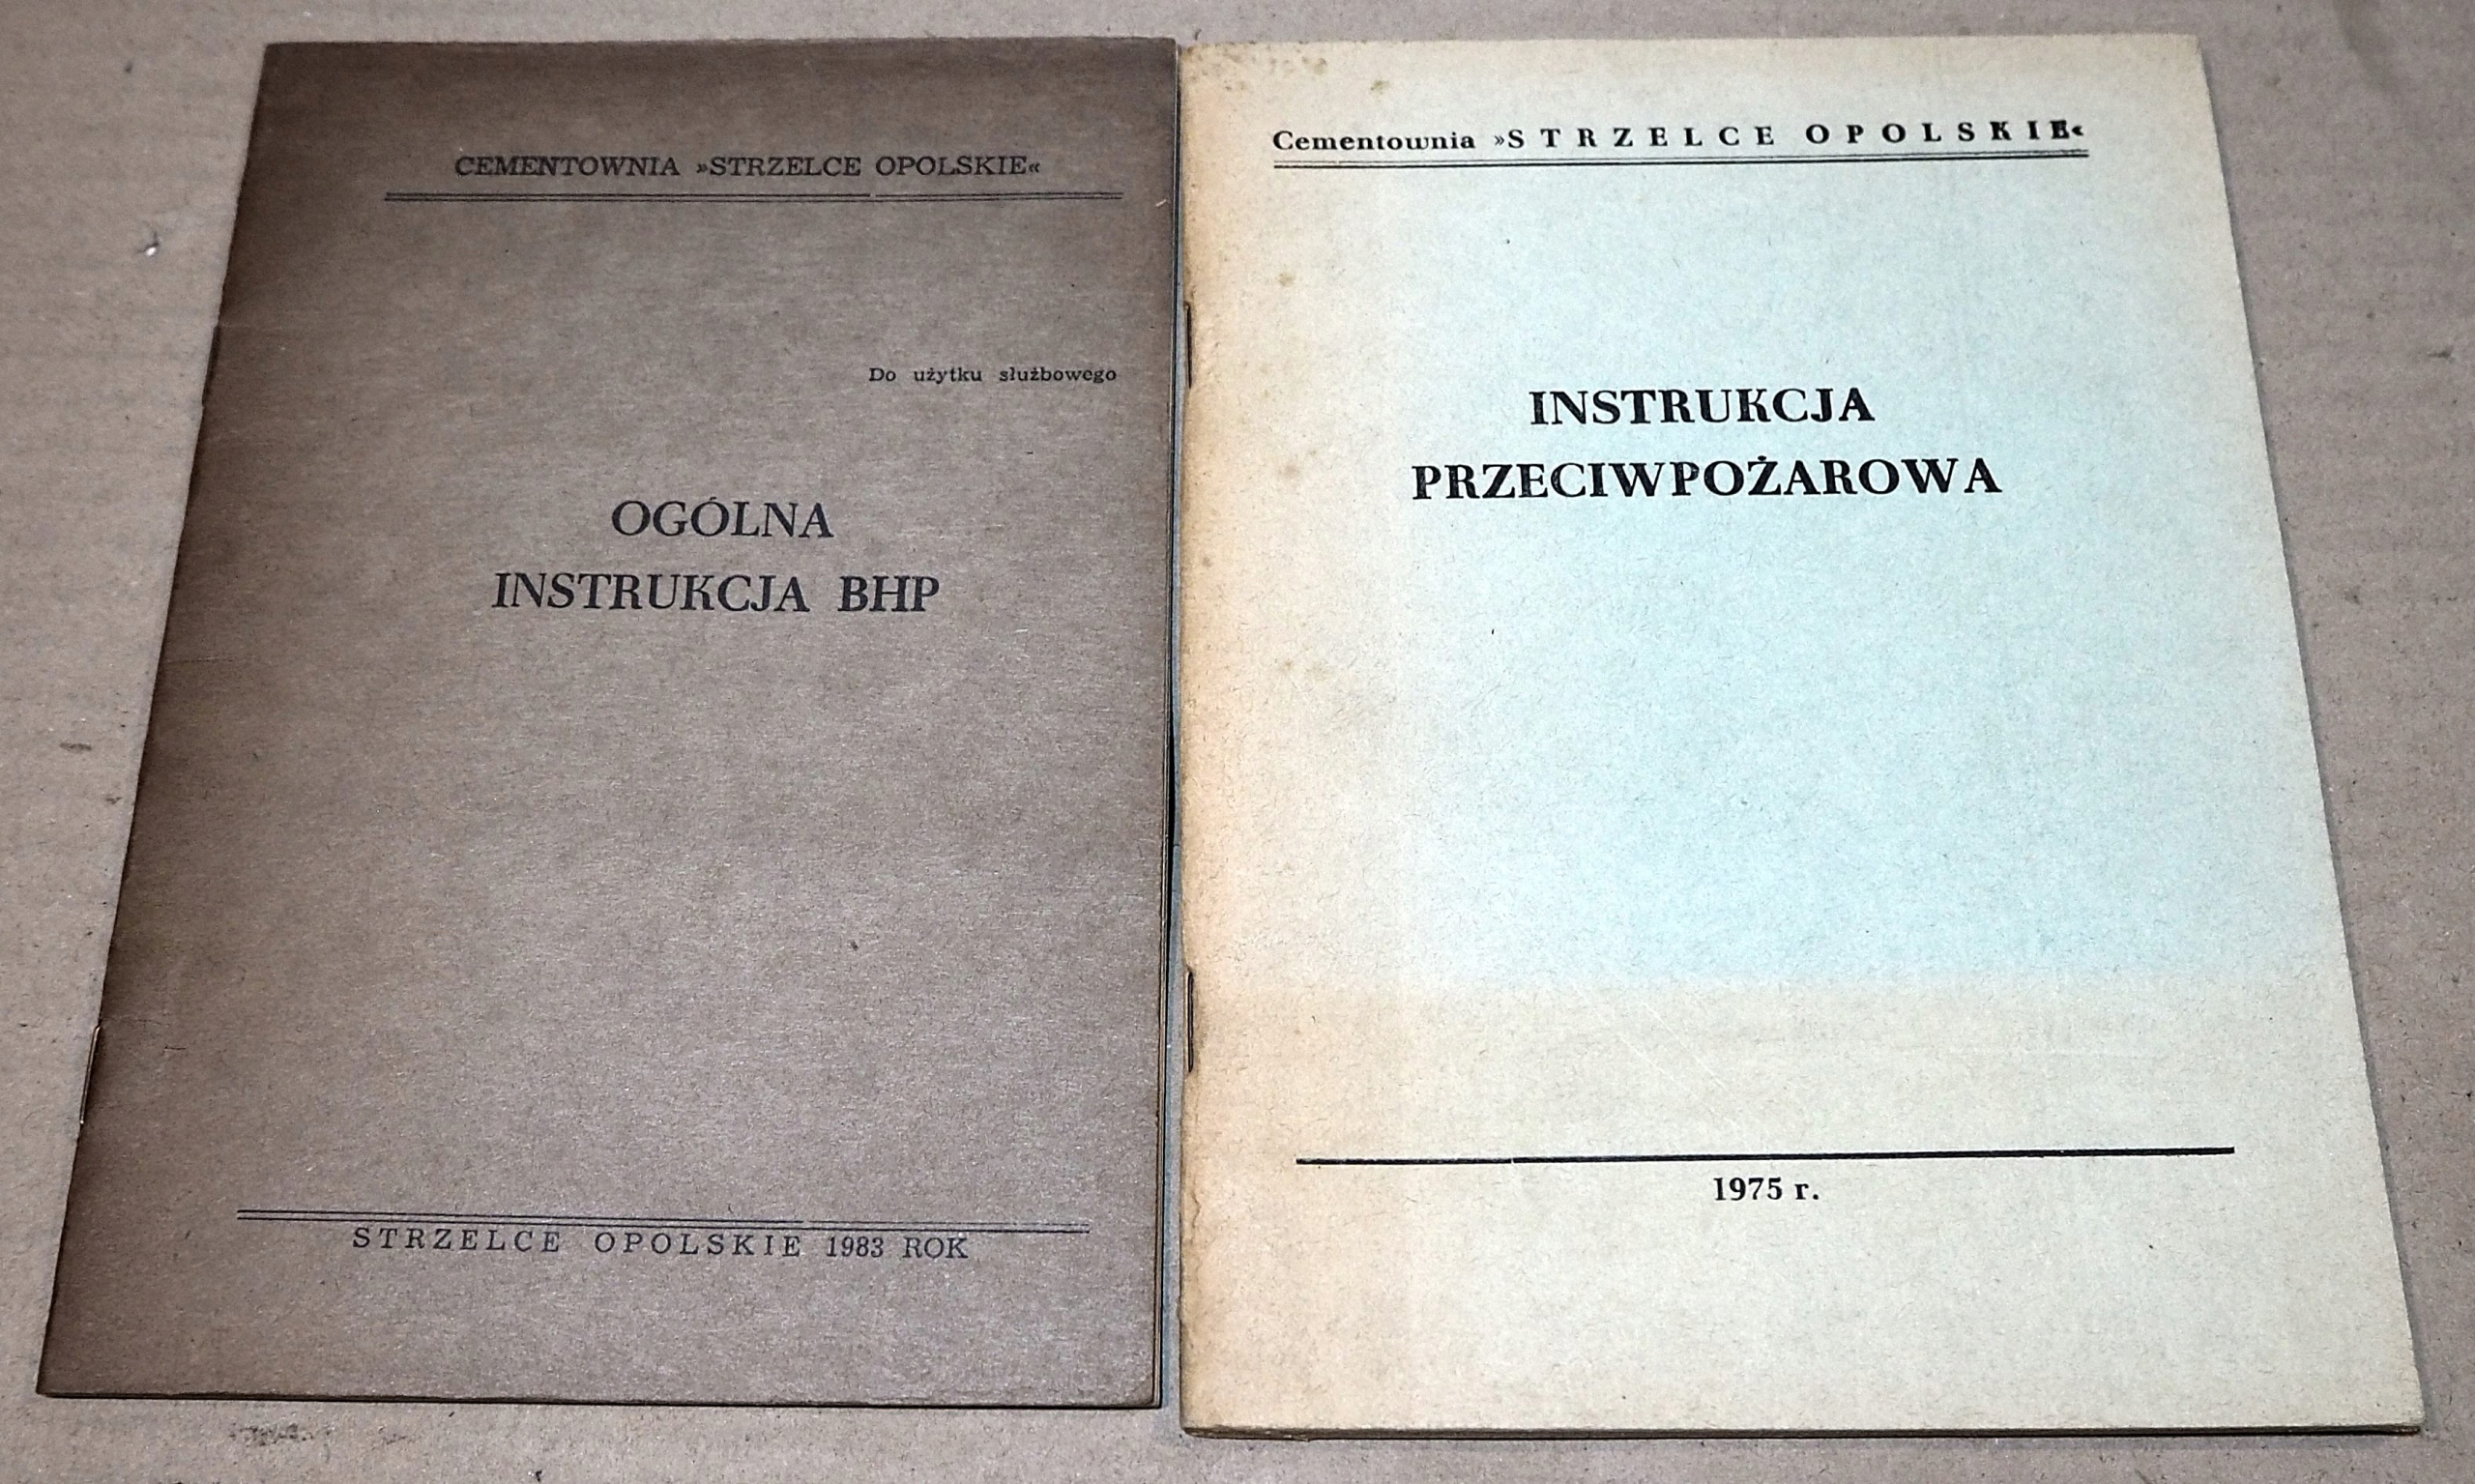 CEMENTOWNIA »STRZELCE OPOLSKIE«
Do użytku służbowego
OGÓLNA
INSTRUKCJA BHP
STRZELCE OPOLSKIE 1983 ROK
Cementownia »STRZELCE OPOLSKIE«
INSTRUKCJA
PRZECIWPOŻAROWA
1975 r.